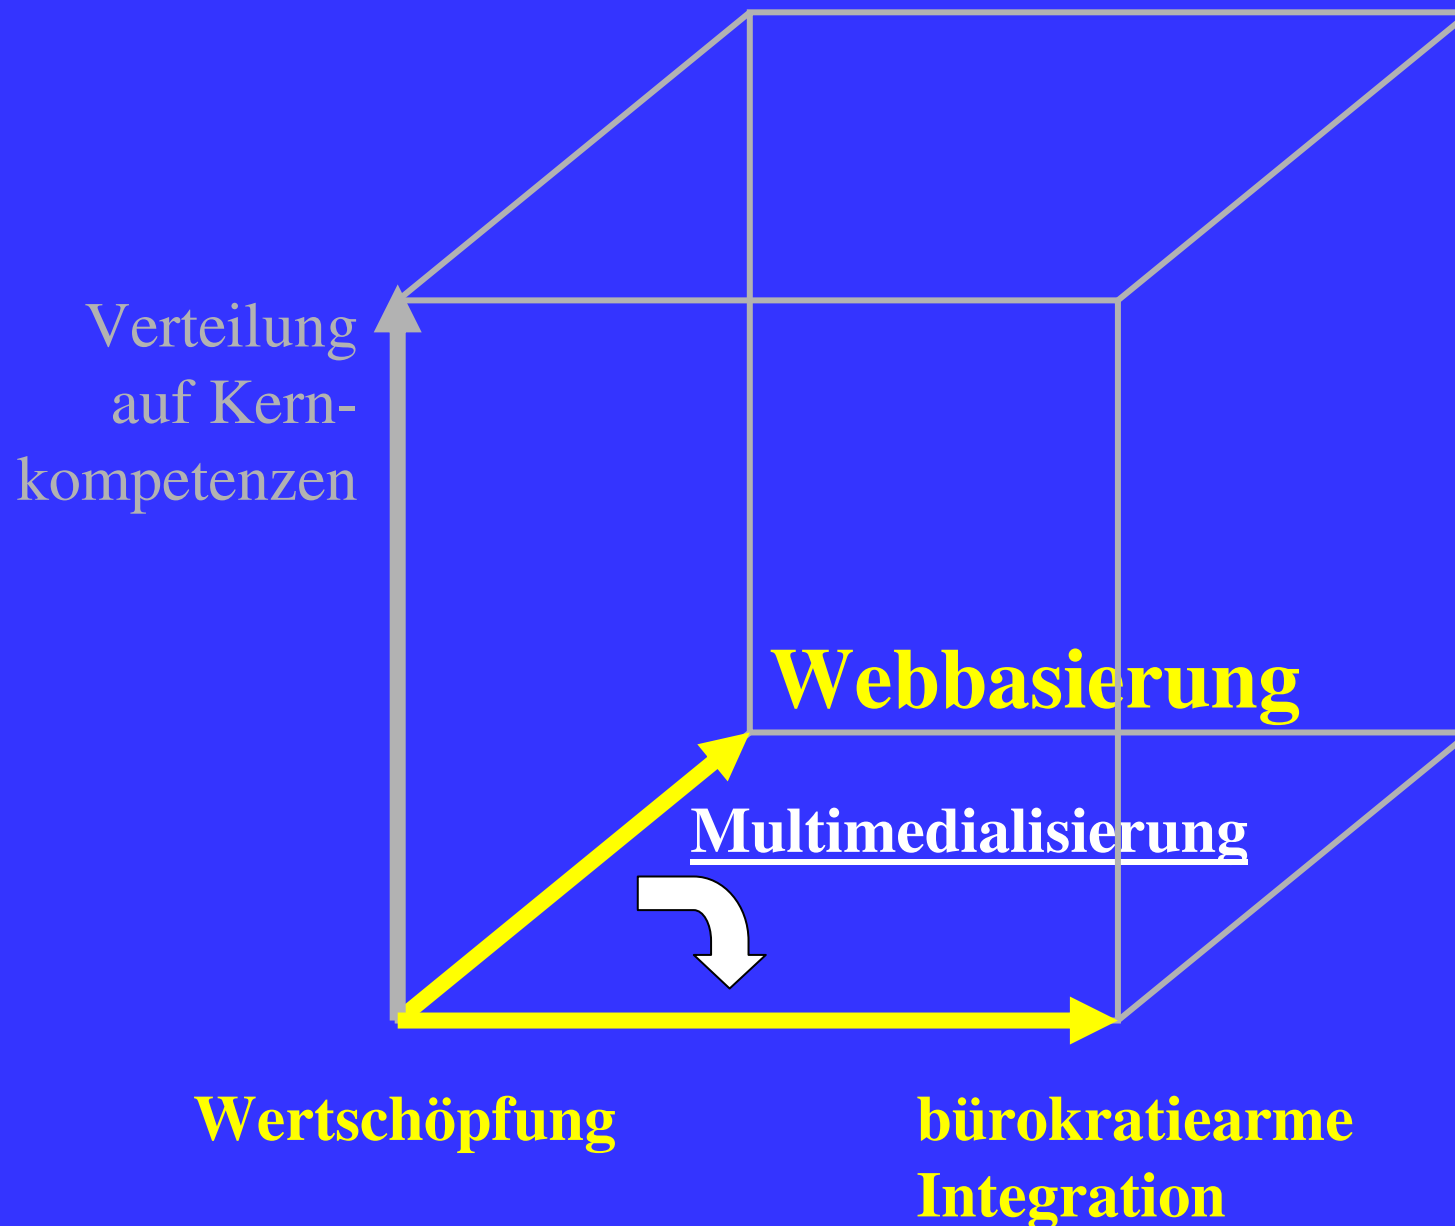 Verteilung
auf Kern-
kompetenzen
Webbasierung
Multimedialisierung
Wertschöpfung
bürokratiearme
Integration